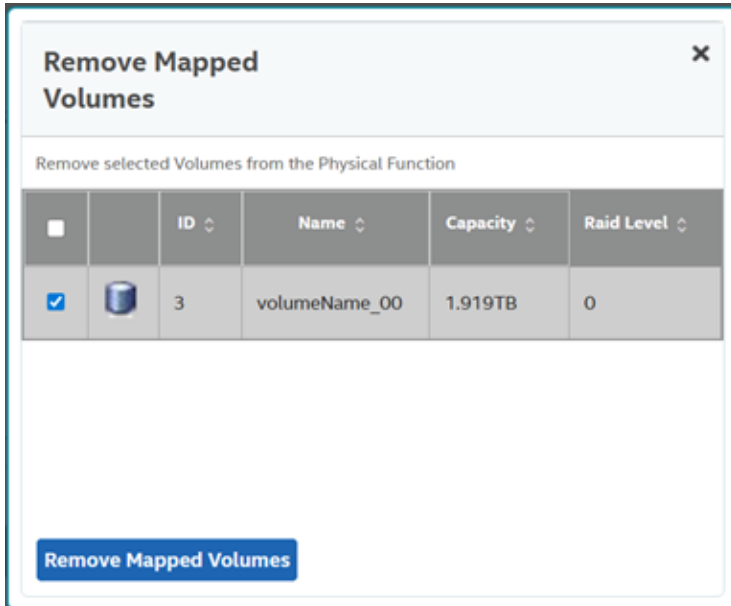 Remove Mapped
Volumes
Remove selected Volumes from the Physical Function
ID Name Capacity Raid Level
3 volumeName_00 1.919TB 0
Remove Mapped Volumes